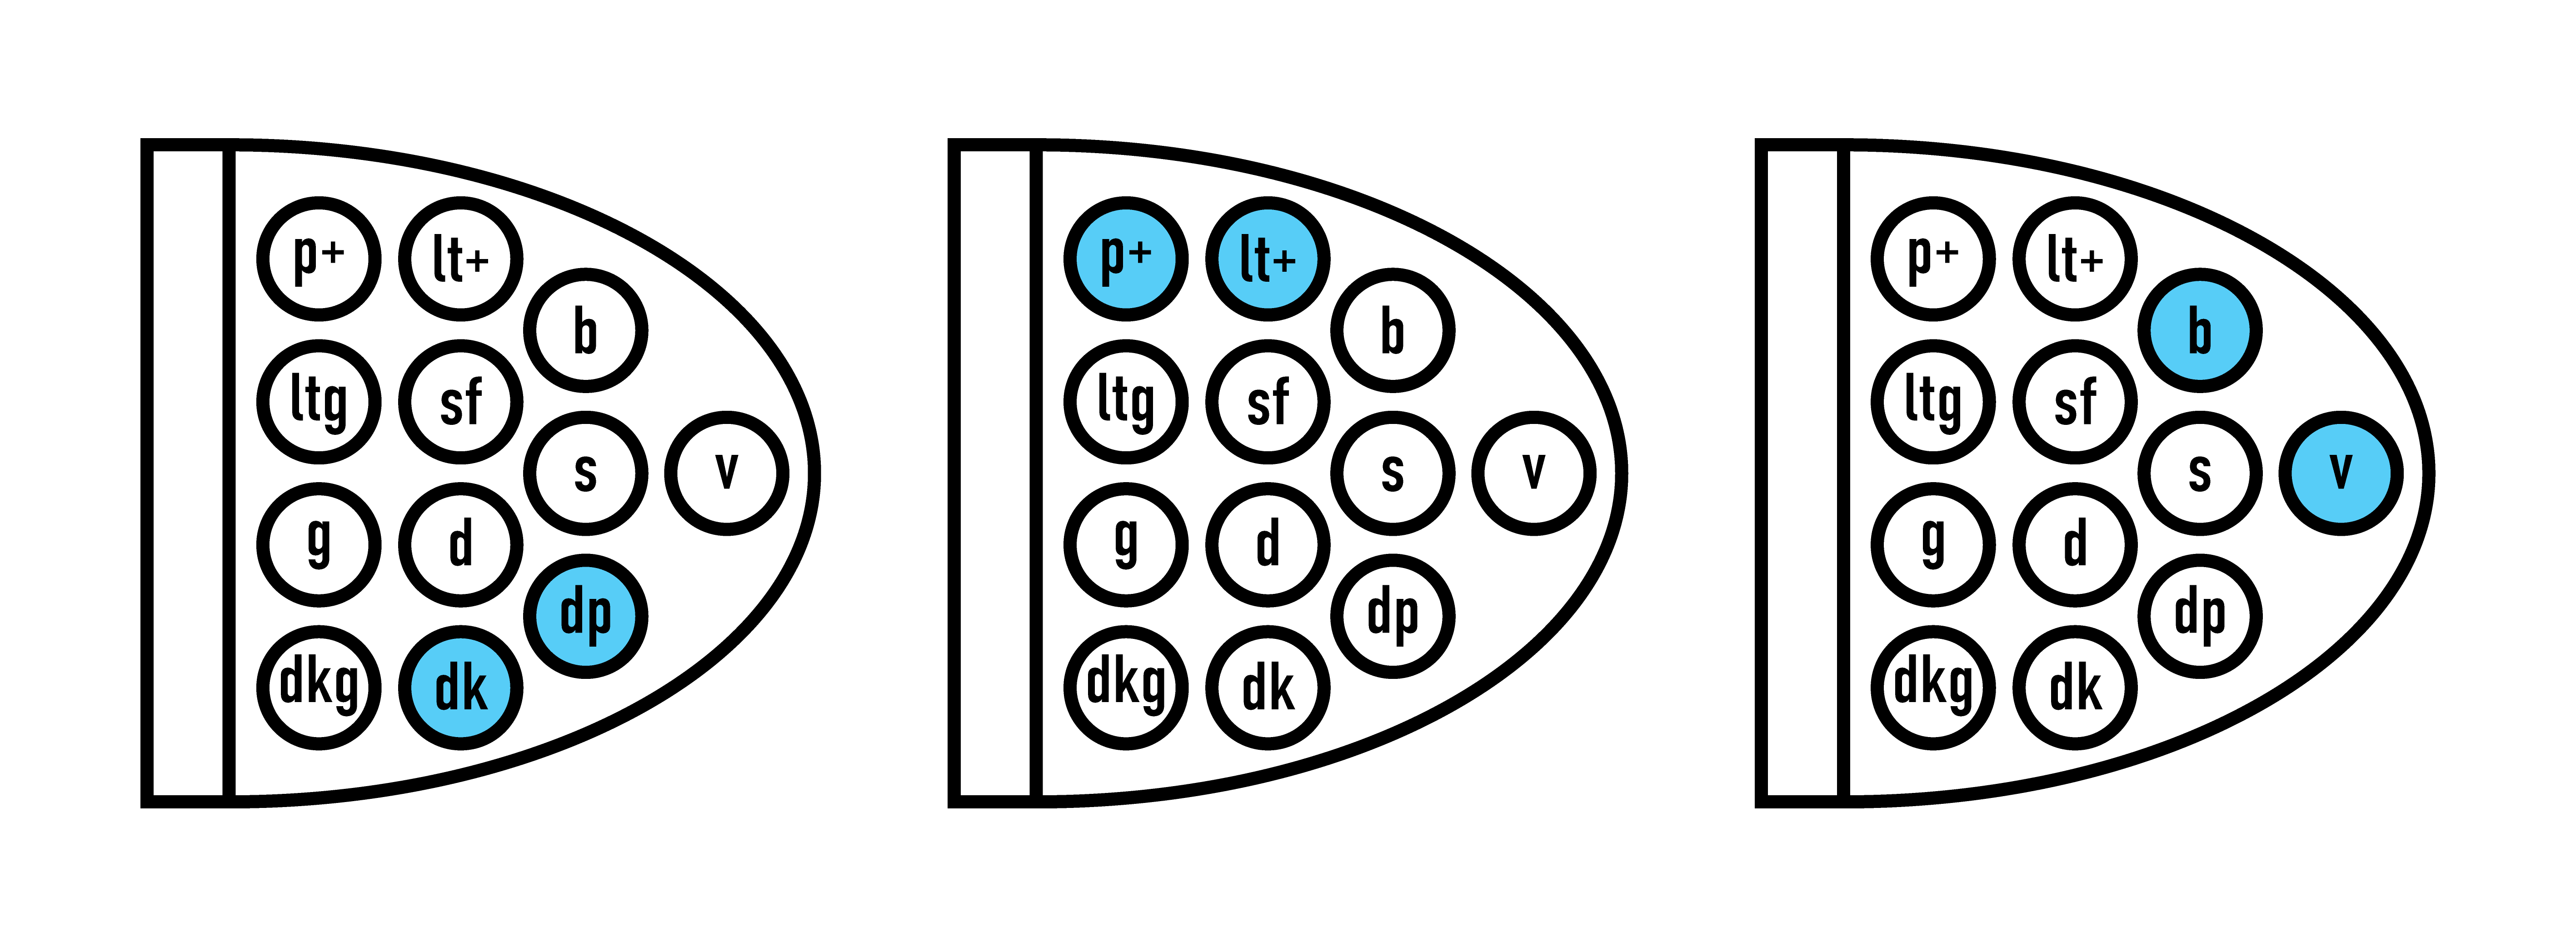 p+ lt+
b
ltg sf
s v
g d
dp
dkg dk
p+ lt+
b
ltg sf
s v
g d
dp
dkg dk
p+ lt+
b
ltg sf
s v
g d
dp
dkg dk